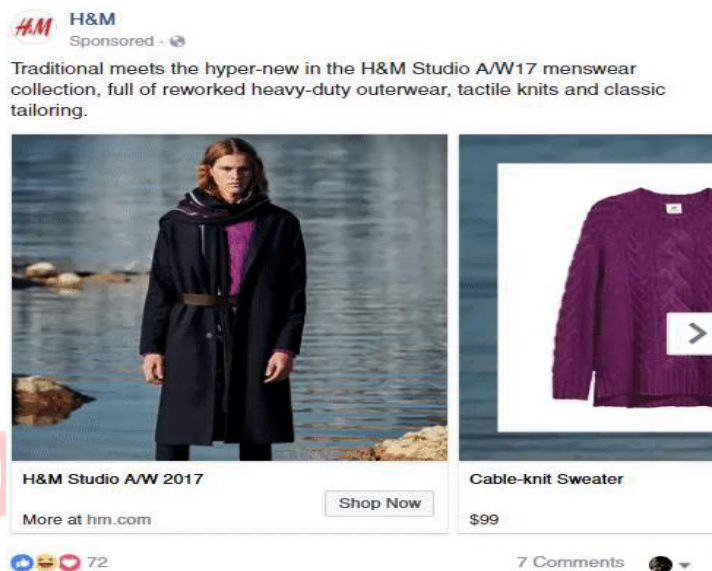 H&M
H&M
Sponsored ·
Traditional meets the hyper-new in the H&M Studio A/W17 menswear
collection, full of reworked heavy-duty outerwear, tactile knits and classic
tailoring.
H&M Studio A/W 2017
Shop Now
More at hm.com
Cable-knit Sweater
$99
72
7 Comments